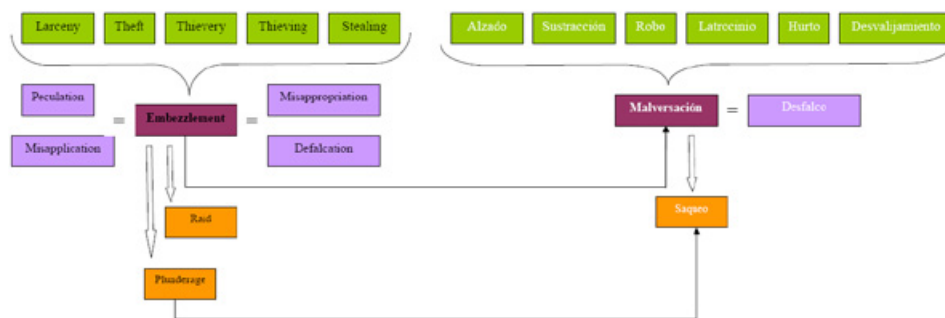 Larceny Theft Thievery Thieving Stealing Alzado Sustracción Robo Latrocinio Hurto Desvalijamiento
Peculation Misappropriation
= Embezzlement = Malversación = Desfalco
Misapplication Defalcation
Raid Saqueo
Plunderage